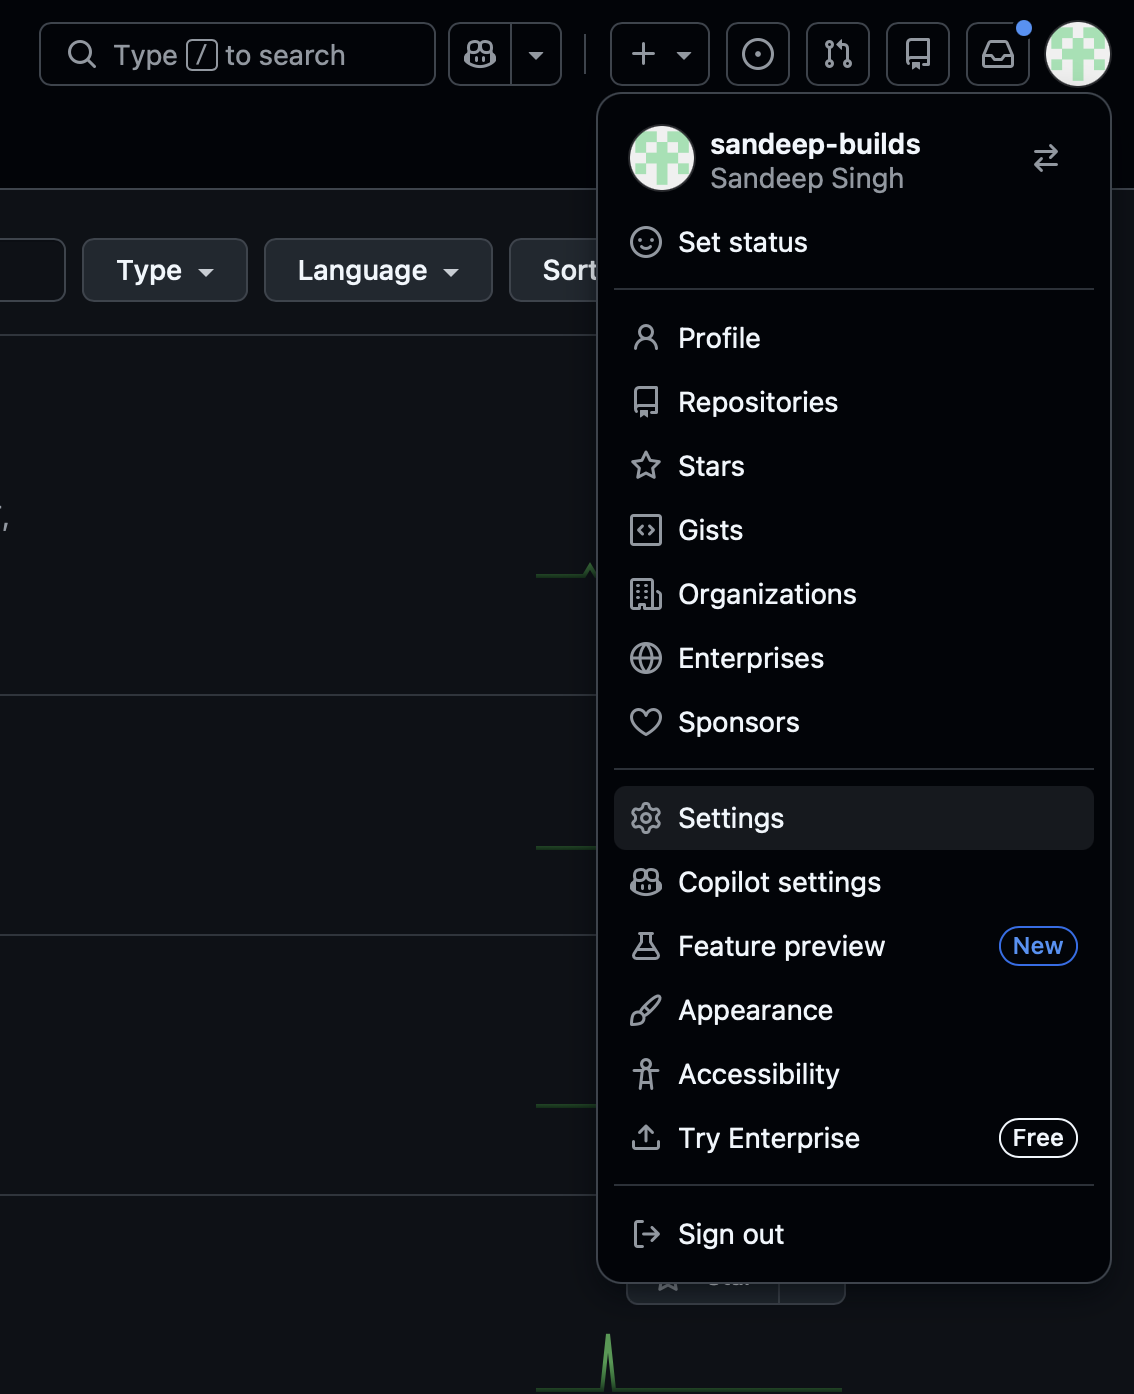 Type / to search
sandeep-builds
Sandeep Singh
Set status
Type
Language
Sort
Profile
Repositories
Stars
Gists
Organizations
Enterprises
Sponsors
Settings
Copilot settings
Feature preview
New
Appearance
Accessibility
Try Enterprise
Free
Sign out